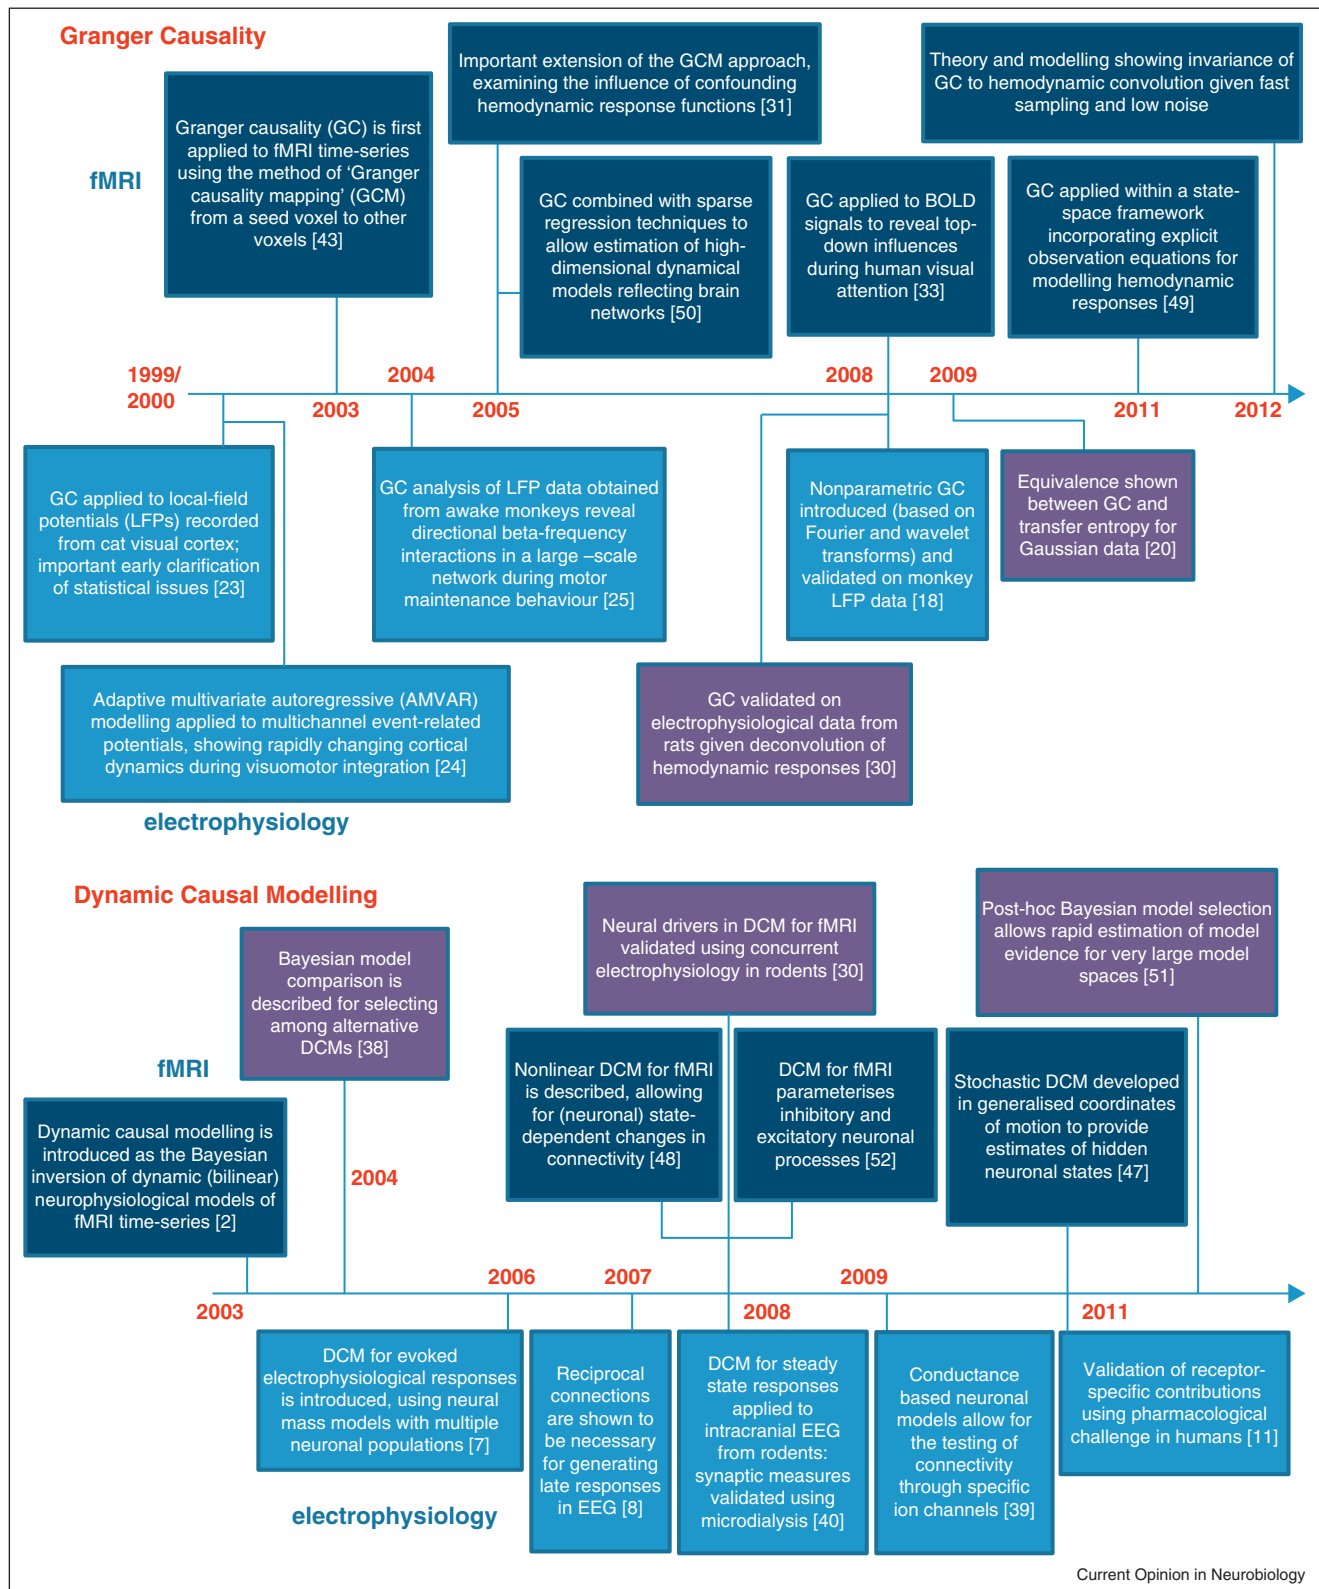 Granger Causality
fMRI
Granger causality (GC) is first
applied to fMRI time-series
using the method of ‘Granger
causality mapping’ (GCM)
from a seed voxel to other
voxels [43]
Important extension of the GCM approach,
examining the influence of confounding
hemodynamic response functions [31]
GC combined with sparse
regression techniques to
allow estimation of high-
dimensional dynamical
models reflecting brain
networks [50]
GC applied to BOLD
signals to reveal top-
down influences
during human visual
attention [33]
Theory and modelling showing invariance of
GC to hemodynamic convolution given fast
sampling and low noise
GC applied within a state-
space framework
incorporating explicit
observation equations for
modelling hemodynamic
responses [49]
1999/
2000
2003
2004
2005
2008
2009
2011
2012
GC applied to local-field
potentials (LFPs) recorded
from cat visual cortex;
important early clarification
of statistical issues [23]
GC analysis of LFP data obtained
from awake monkeys reveal
directional beta-frequency
interactions in a large –scale
network during motor
maintenance behaviour [25]
Nonparametric GC
introduced (based on
Fourier and wavelet
transforms) and
validated on monkey
LFP data [18]
Equivalence shown
between GC and
transfer entropy for
Gaussian data [20]
Adaptive multivariate autoregressive (AMVAR)
modelling applied to multichannel event-related
potentials, showing rapidly changing cortical
dynamics during visuomotor integration [24]
GC validated on
electrophysiological data from
rats given deconvolution of
hemodynamic responses [30]
electrophysiology
Dynamic Causal Modelling
fMRI
Dynamic causal modelling is
introduced as the Bayesian
inversion of dynamic (bilinear)
neurophysiological models of
fMRI time-series [2]
Bayesian model
comparison is
described for selecting
among alternative
DCMs [38]
Neural drivers in DCM for fMRI
validated using concurrent
electrophysiology in rodents [30]
Nonlinear DCM for fMRI
is described, allowing
for (neuronal) state-
dependent changes in
connectivity [48]
DCM for fMRI
parameterises
inhibitory and
excitatory neuronal
processes [52]
Post-hoc Bayesian model selection
allows rapid estimation of model
evidence for very large model
spaces [51]
Stochastic DCM developed
in generalised coordinates
of motion to provide
estimates of hidden
neuronal states [47]
2003
2004
2006
2007
2008
2009
2011
DCM for evoked
electrophysiological responses
is introduced, using neural
mass models with multiple
neuronal populations [7]
Reciprocal
connections
are shown to
be necessary
for generating
late responses
in EEG [8]
DCM for steady
state responses
applied to
intracranial EEG
from rodents:
synaptic measures
validated using
microdialysis [40]
Conductance
based neuronal
models allow for
the testing of
connectivity
through specific
ion channels [39]
Validation of receptor-
specific contributions
using pharmacological
challenge in humans [11]
electrophysiology
Current Opinion in Neurobiology